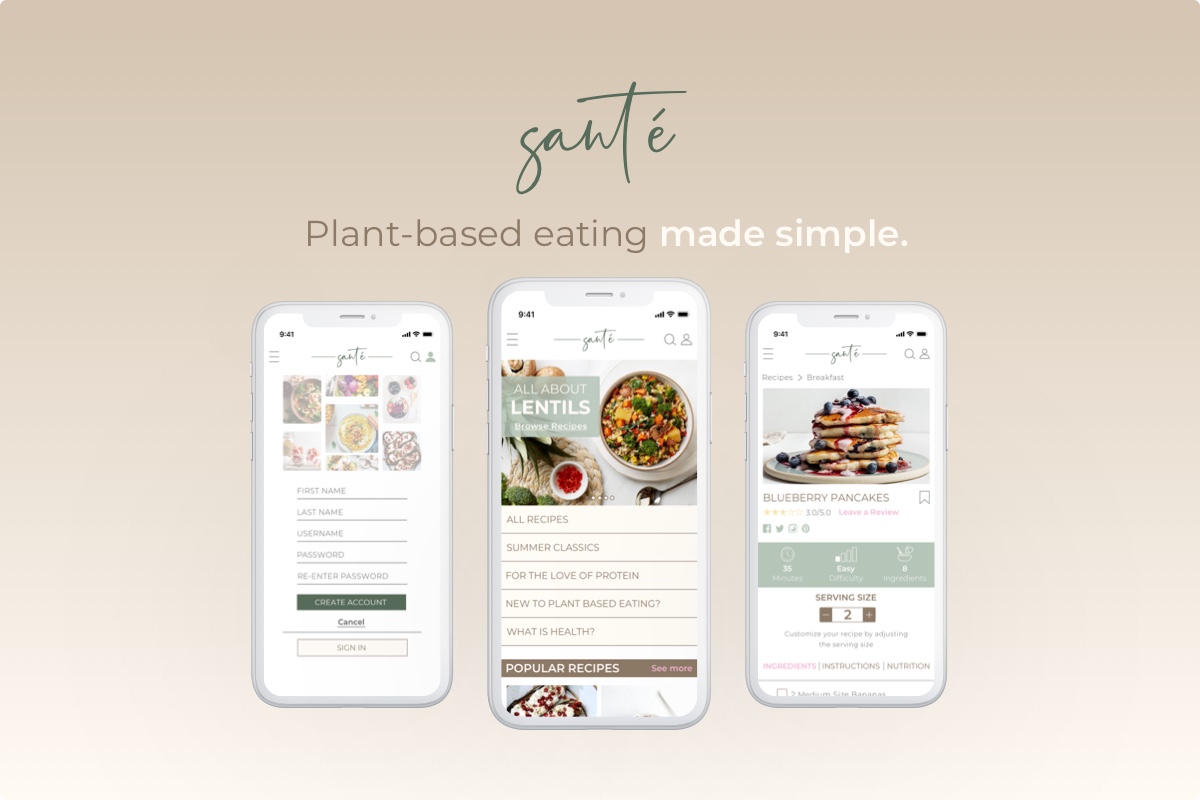 santé
Plant-based eating made simple.
9:41
santé
FIRST NAME
LAST NAME
USERNAME
PASSWORD
RE-ENTER PASSWORD
CREATE ACCOUNT
Cancel
SIGN IN
9:41
santé
ALL ABOUT
LENTILS
Browse Recipes
ALL RECIPES
SUMMER CLASSICS
FOR THE LOVE OF PROTEIN
NEW TO PLANT BASED EATING?
WHAT IS HEALTH?
POPULAR RECIPES See more
9:41
santé
Recipes > Breakfast
BLUEBERRY PANCAKES
3.0/5.0 Leave a Review
35 Easy 8
Minutes Difficulty Ingredients
SERVING SIZE
− 2 +
Customize your recipe by adjusting
the serving size
INGREDIENTS | INSTRUCTIONS | NUTRITION
2 Medium Size Bananas